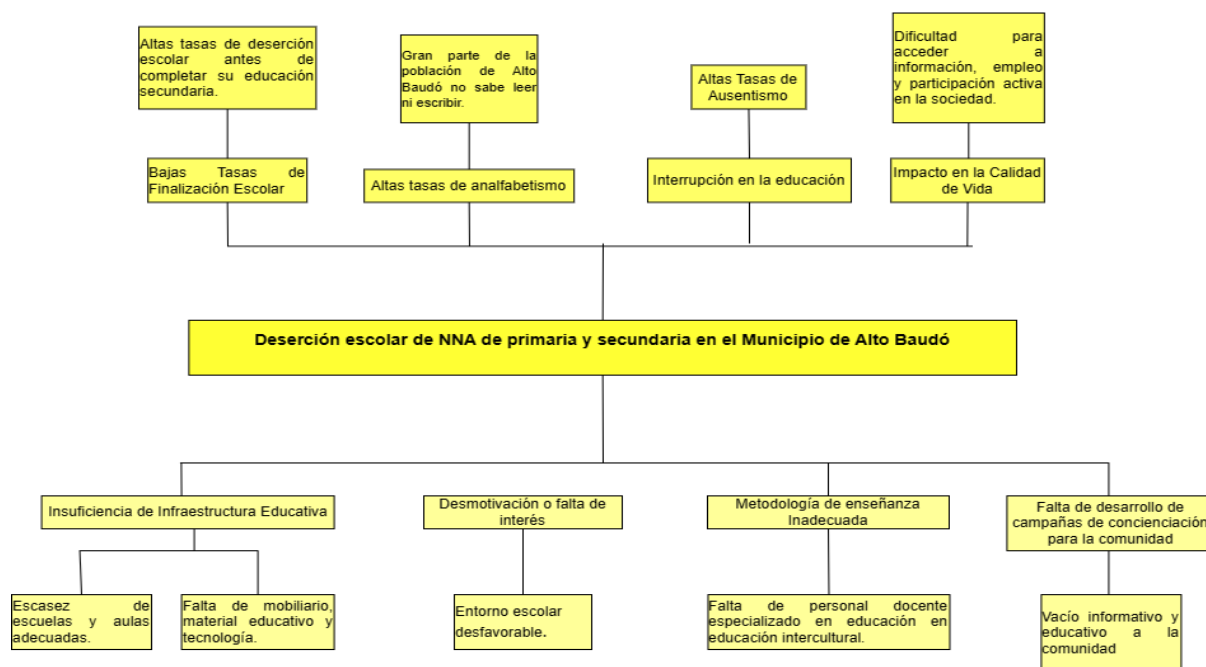 Altas tasas de deserción
escolar antes de
completar su educación
secundaria.
Gran parte de la
población de Alto
Baudó no sabe leer
ni escribir.
Altas Tasas de
Ausentismo
Dificultad para
acceder a
información, empleo
y participación activa
en la sociedad.
Bajas Tasas de
Finalización Escolar
Altas tasas de analfabetismo
Interrupción en la educación
Impacto en la Calidad
de Vida
Deserción escolar de NNA de primaria y secundaria en el Municipio de Alto Baudó
Insuficiencia de Infraestructura Educativa
Desmotivación o falta de
interés
Metodología de enseñanza
Inadecuada
Falta de desarrollo de
campañas de concienciación
para la comunidad
Escasez de
escuelas y aulas
adecuadas.
Falta de mobiliario,
material educativo y
tecnología.
Entorno escolar
desfavorable.
Falta de personal docente
especializado en educación en
educación intercultural.
Vacío informativo y
educativo a la
comunidad